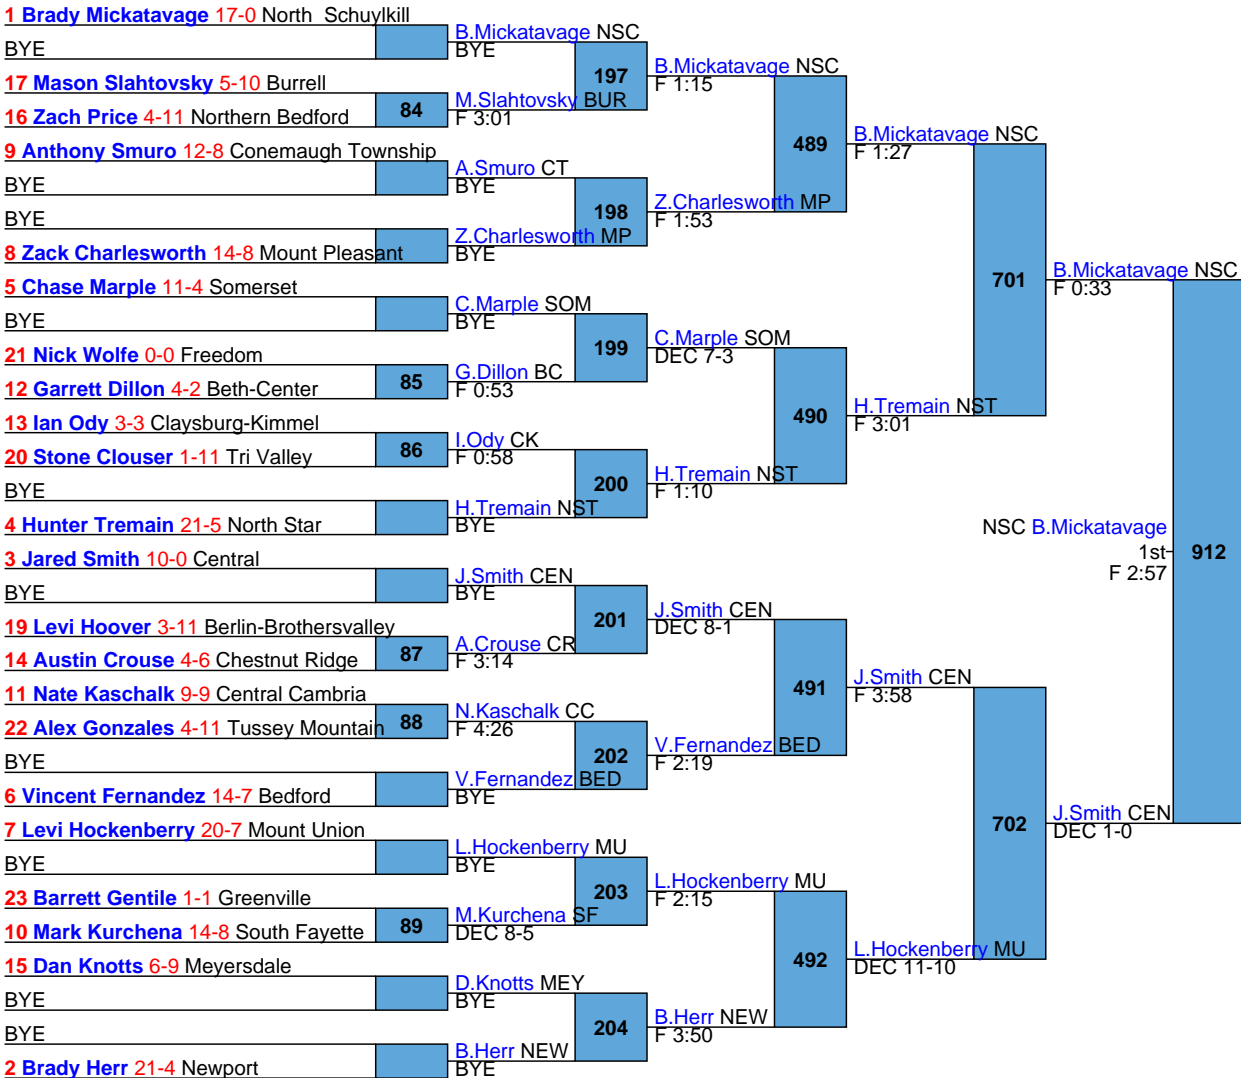 1 Brady Mickatavage 17-0 North Schuylkill
BYE
17 Mason Slahtovsky 5-10 Burrell
16 Zach Price 4-11 Northern Bedford
9 Anthony Smuro 12-8 Conemaugh Township
BYE
BYE
8 Zack Charlesworth 14-8 Mount Pleasant
5 Chase Marple 11-4 Somerset
BYE
21 Nick Wolfe 0-0 Freedom
12 Garrett Dillon 4-2 Beth-Center
13 Ian Ody 3-3 Claysburg-Kimmel
20 Stone Clouser 1-11 Tri Valley
BYE
4 Hunter Tremain 21-5 North Star
3 Jared Smith 10-0 Central
BYE
19 Levi Hoover 3-11 Berlin-Brothersvalley
14 Austin Crouse 4-6 Chestnut Ridge
11 Nate Kaschalk 9-9 Central Cambria
22 Alex Gonzales 4-11 Tussey Mountain
BYE
6 Vincent Fernandez 14-7 Bedford
7 Levi Hockenberry 20-7 Mount Union
BYE
23 Barrett Gentile 1-1 Greenville
10 Mark Kurchena 14-8 South Fayette
15 Dan Knotts 6-9 Meyersdale
BYE
BYE
2 Brady Herr 21-4 Newport
84
85
86
87
88
89
B.Mickatavage NSC
BYE
M.Slahtovsky BUR
F 3:01
A.Smuro CT
BYE
Z.Charlesworth MP
BYE
C.Marple SOM
BYE
G.Dillon BC
F 0:53
I.Ody CK
F 0:58
H.Tremain NST
BYE
J.Smith CEN
BYE
A.Crouse CR
F 3:14
N.Kaschalk CC
F 4:26
V.Fernandez BED
BYE
L.Hockenberry MU
BYE
M.Kurchena SF
DEC 8-5
D.Knotts MEY
BYE
B.Herr NEW
BYE
197
198
199
200
201
202
203
204
B.Mickatavage NSC
F 1:15
Z.Charlesworth MP
F 1:53
C.Marple SOM
DEC 7-3
H.Tremain NST
F 1:10
J.Smith CEN
DEC 8-1
V.Fernandez BED
F 2:19
L.Hockenberry MU
F 2:15
B.Herr NEW
F 3:50
489
490
491
492
B.Mickatavage NSC
F 1:27
H.Tremain NST
F 3:01
J.Smith CEN
F 3:58
L.Hockenberry MU
DEC 11-10
701
702
B.Mickatavage NSC
F 0:33
J.Smith CEN
DEC 1-0
NSC B.Mickatavage
1st
F 2:57
912